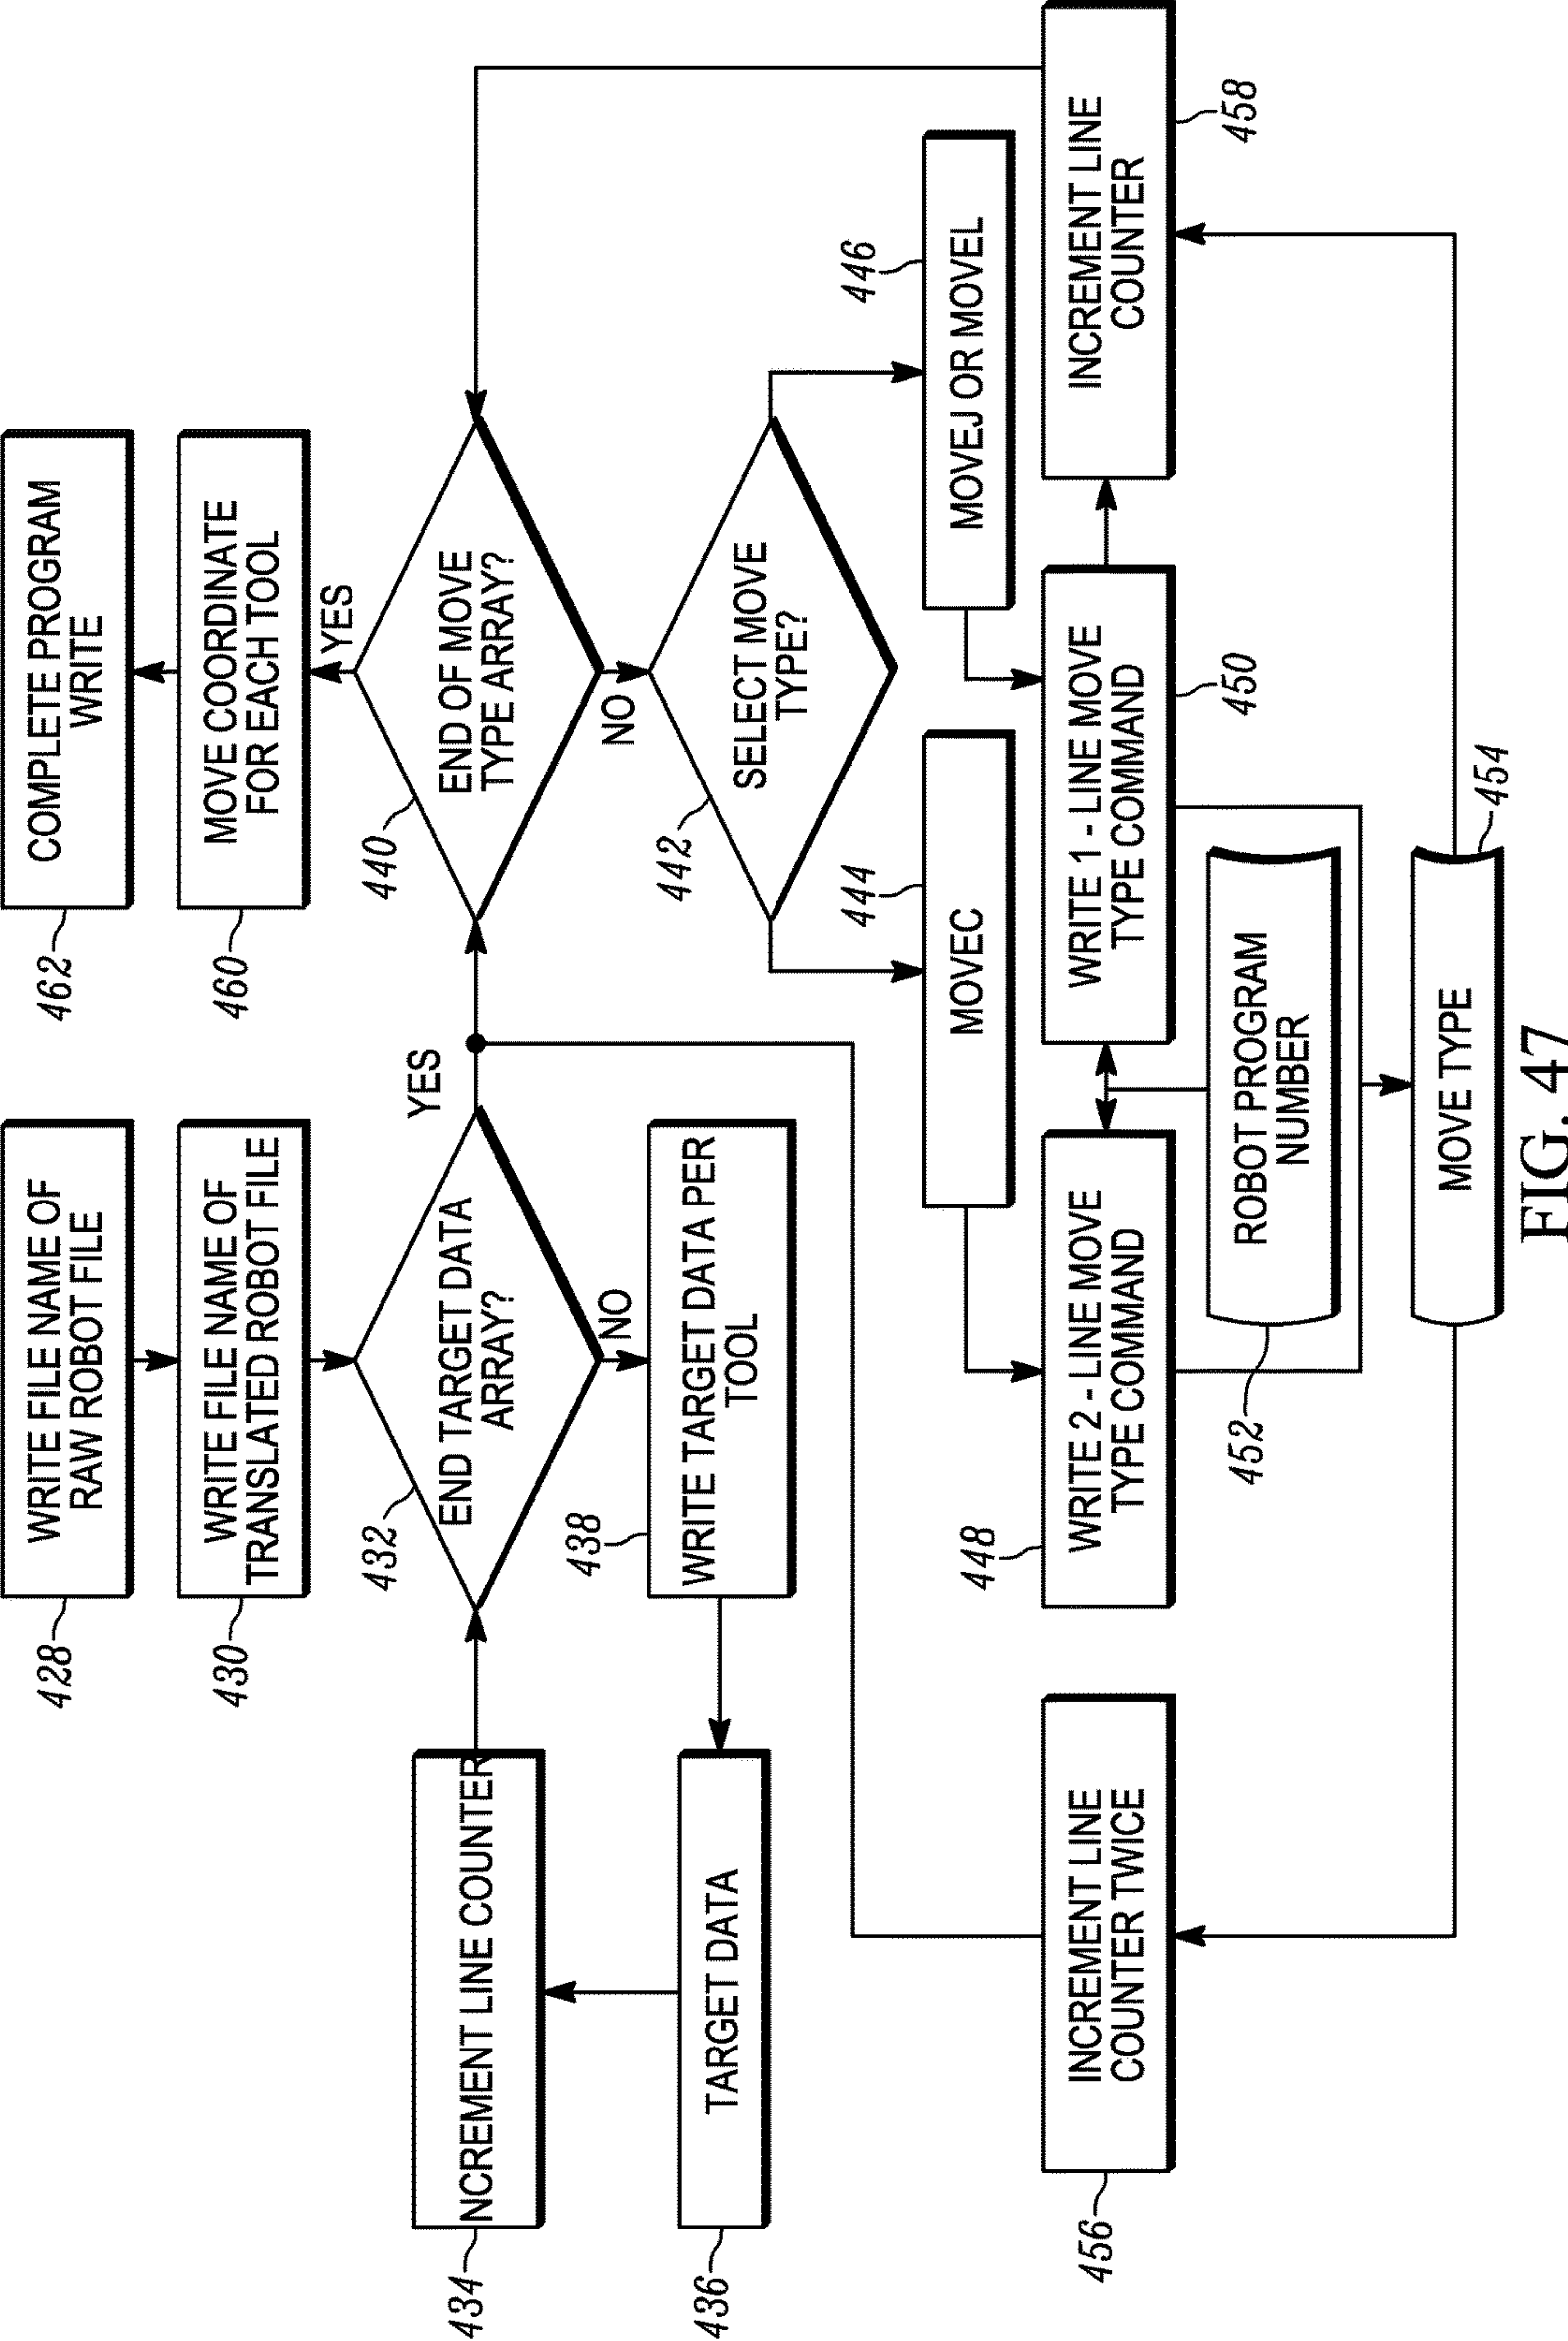 WRITE FILE NAME OF
RAW ROBOT FILE
428
WRITE FILE NAME OF
TRANSLATED ROBOT FILE
430
COMPLETE PROGRAM
WRITE
462
MOVE COORDINATE
FOR EACH TOOL
460
YES
NCREMENT LINE COUNTER
434
END TARGET DATA
ARRAY?
432
YES
NO
END OF MOVE
TYPE ARRAY?
440
NO
TARGET DATA
436
WRITE TARGET DATA PER
TOOL
438
SELECT MOVE
TYPE?
442
MOVEC
444
MOVEJ OR MOVEL
446
INCREMENT LINE
COUNTER TWICE
456
WRITE 2 - LINE MOVE
TYPE COMMAND
448
WRITE 1 - LINE MOVE
TYPE COMMAND
450
INCREMENT LINE
COUNTER
458
ROBOT PROGRAM
NUMBER
452
MOVE TYPE
454
FIG. 47